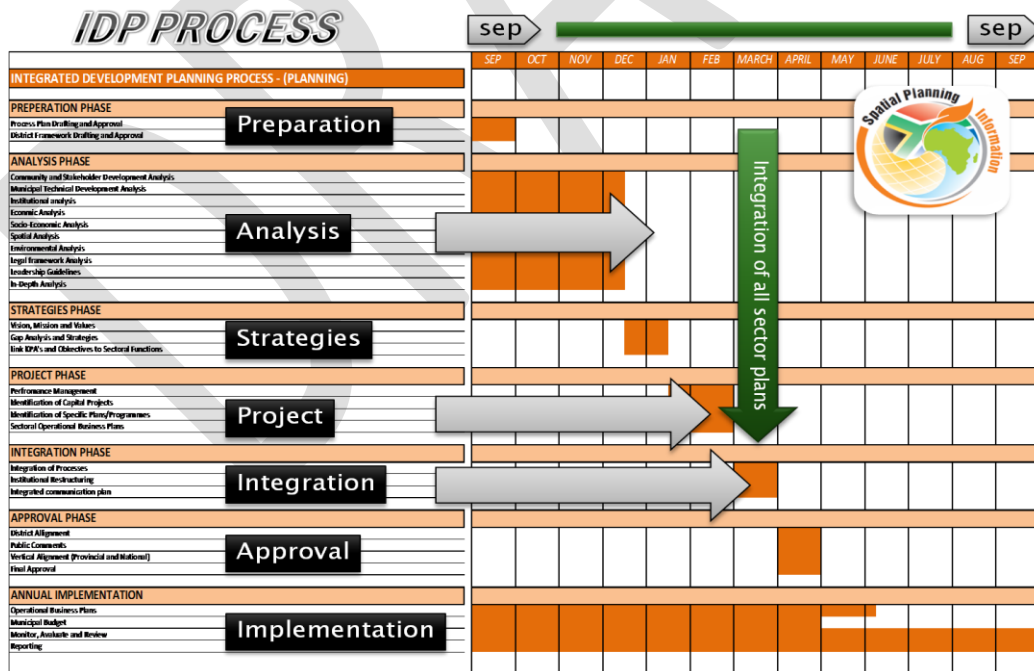 IDP PROCESS
sep
sep
SEP OCT NOV DEC JAN FEB MARCH APRIL MAY JUNE JULY AUG SEP
INTEGRATED DEVELOPMENT PLANNING PROCESS - (PLANNING)
Spatial Planning
Information
PREPERATION PHASE
Process Plan Drafting and Approval
District Framework Drafting and Approval
Preparation
ANALYSIS PHASE
Community and Stakeholder Development Analysis
Municipal Technical Development Analysis
Institutional analysis
Econmic Analysis
Socio-Economic Analysis
Spatial Analysis
Environmental Analysis
Legal framework Analysis
Leadership Guidelines
In-Depth Analysis
Analysis
Integration of all sector plans
STRATEGIES PHASE
Vision, Mission and Values
Gap Analysis and Strategies
Link KPA's and Obkectives to Sectoral Functions
Strategies
PROJECT PHASE
Perfromance Management
Identification of Capital Projects
Identification of Specific Plans/Programmes
Sectoral Operational Business Plans
Project
INTEGRATION PHASE
Integration of Processes
Institutional Restructuring
Integrated communication plan
Integration
APPROVAL PHASE
District Allignment
Public Comments
Vertical Alignment (Provincial and National)
Final Approval
Approval
ANNUAL IMPLEMENTATION
Operational Business Plans
Municipal Budget
Monitor, Avaluate and Review
Reporting
Implementation